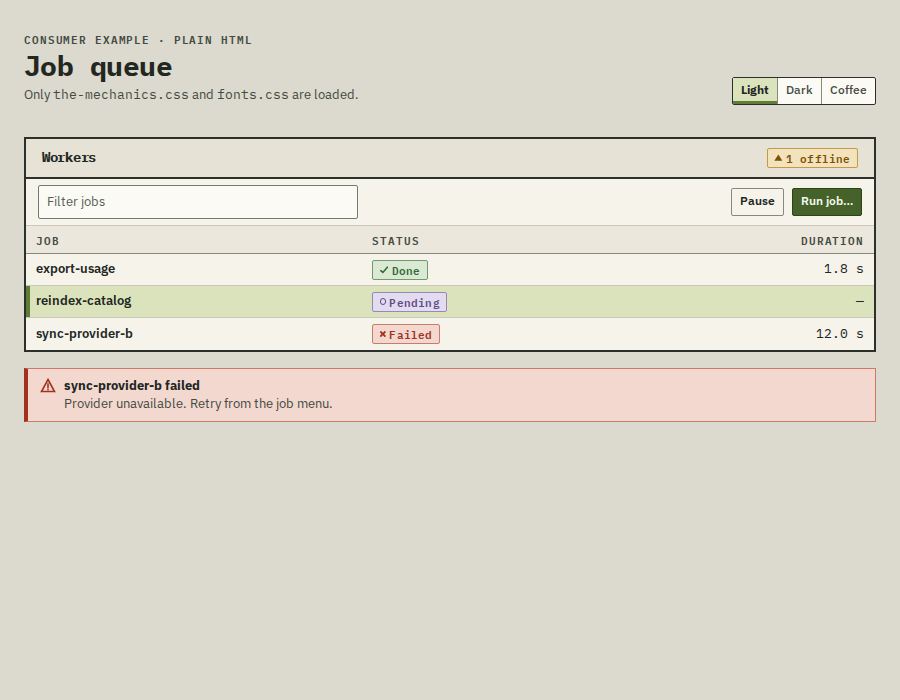 CONSUMER EXAMPLE · PLAIN HTML
Job queue
Only the-mechanics.css and fonts.css are loaded.
Light Dark Coffee
Workers
1 offline
Filter jobs
Pause Run job…
JOB STATUS DURATION
export-usage Done 1.8 s
reindex-catalog Pending —
sync-provider-b Failed 12.0 s
sync-provider-b failed
Provider unavailable. Retry from the job menu.